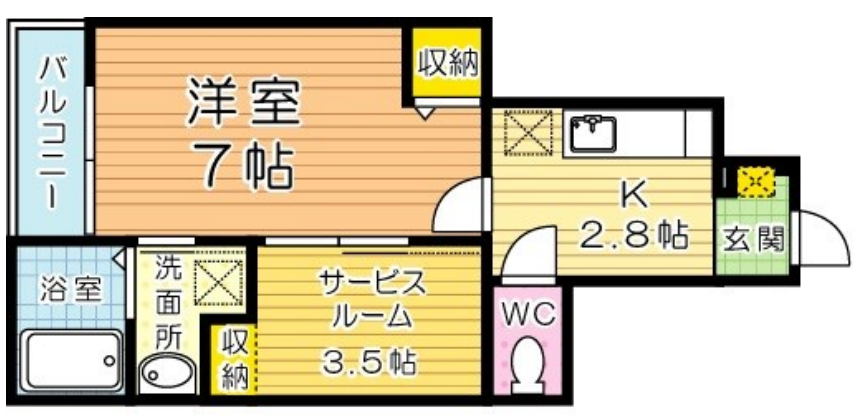 バルコニー
洋室
7帖
収納
K
2.8帖
玄関
浴室
洗面所
収納
サービス
ルーム
3.5帖
WC